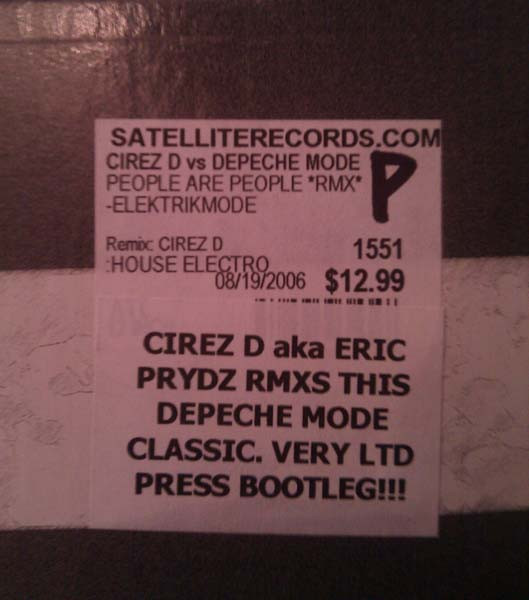 SATELLITERECORDS.COM
CIREZ D vs DEPECHE MODE
PEOPLE ARE PEOPLE *RMX*
-ELEKTRIKMODE
P
Remix: CIREZ D
1551
:HOUSE ELECTRO
08/19/2006 $12.99
CIREZ D aka ERIC
PRYDZ RMXS THIS
DEPECHE MODE
CLASSIC. VERY LTD
PRESS BOOTLEG!!!